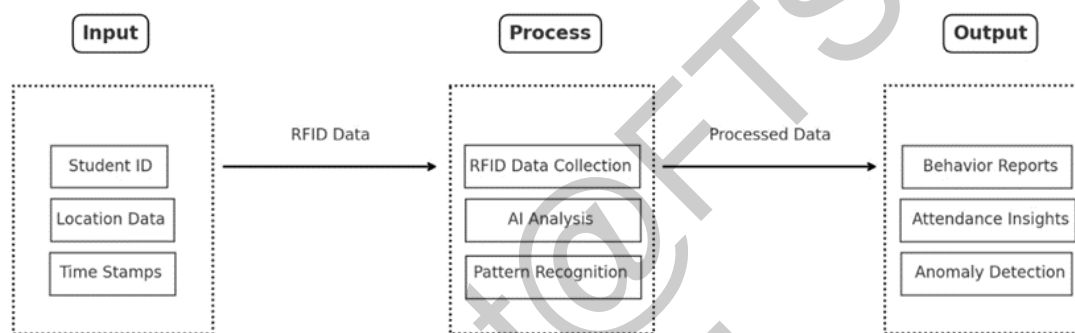 Input
Process
Output
RFID Data
Processed Data
Student ID
RFID Data Collection
Behavior Reports
Location Data
AI Analysis
Attendance Insights
Time Stamps
Pattern Recognition
Anomaly Detection
t@FTS